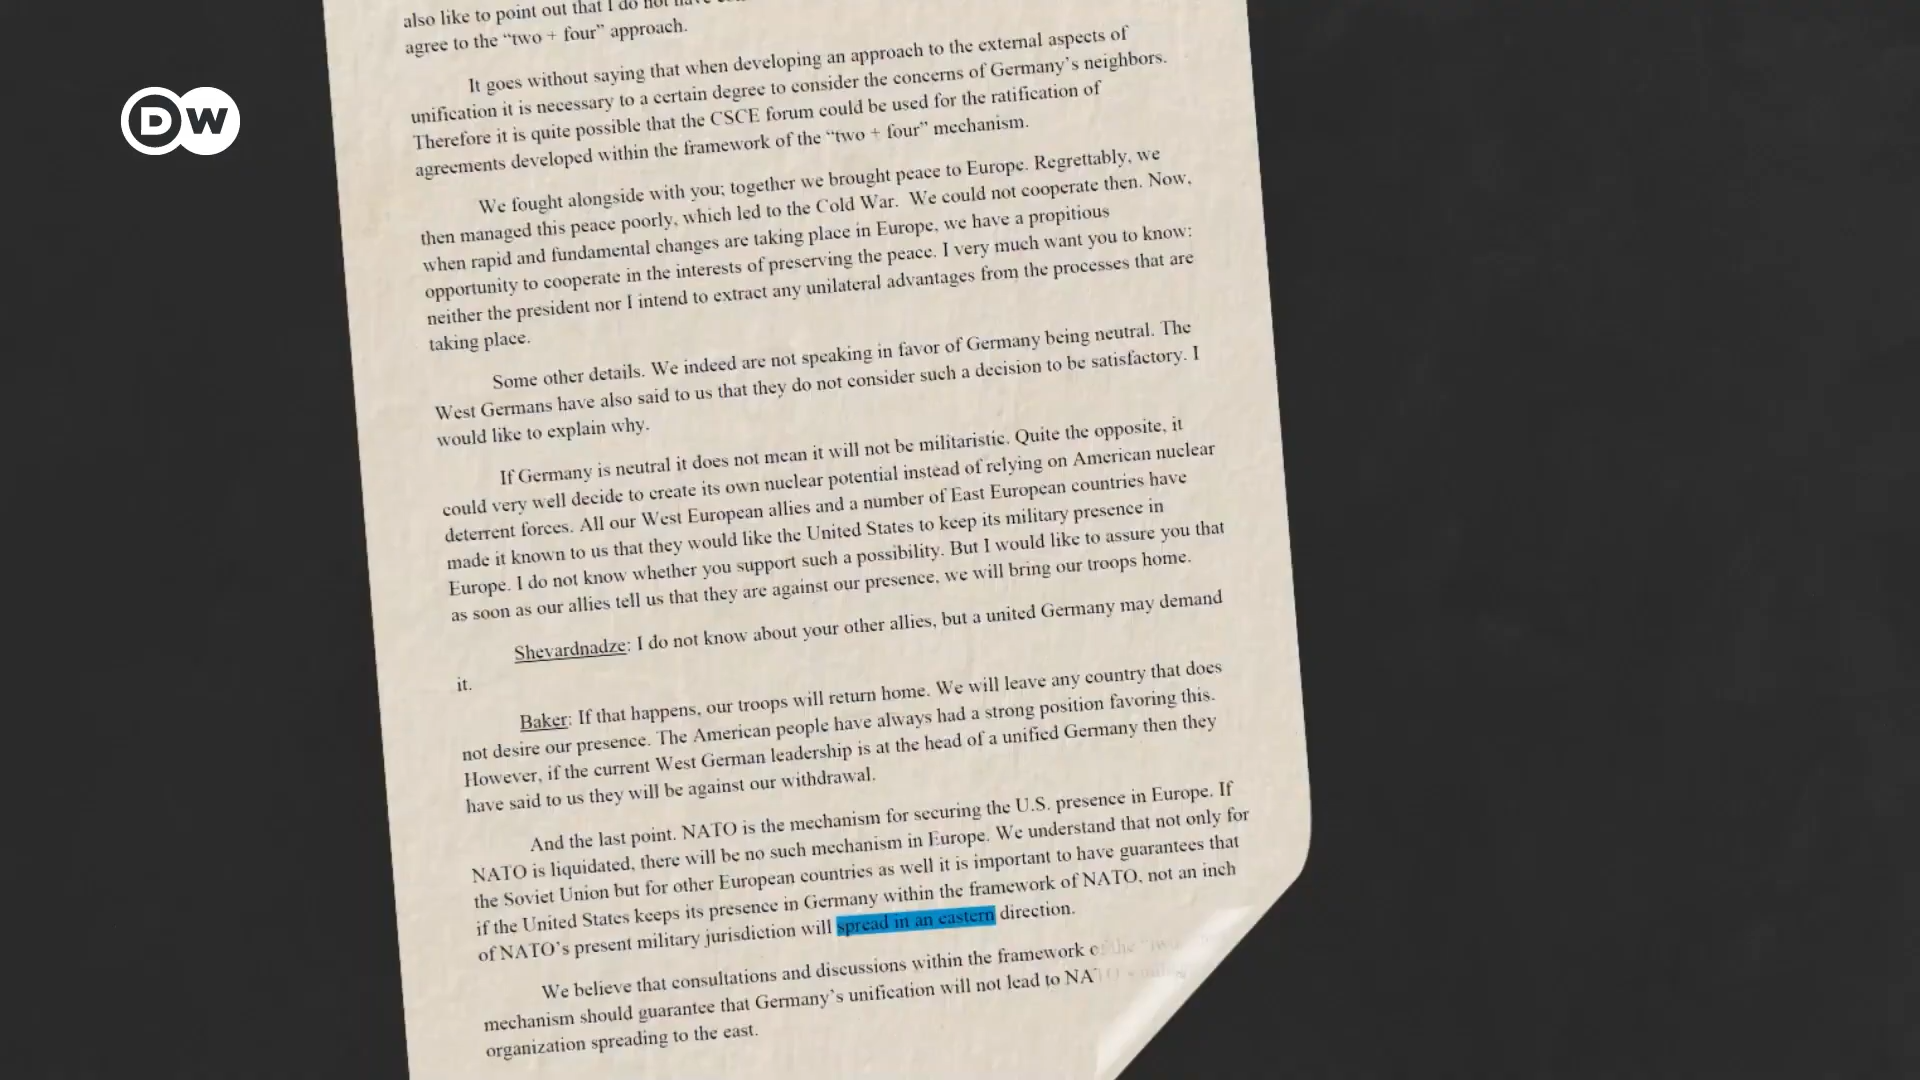 DW
also like to point out that I do not have
agree to the “two + four” approach.
It goes without saying that when developing an approach to the external aspects of
unification it is necessary to a certain degree to consider the concerns of Germany’s neighbors.
Therefore it is quite possible that the CSCE forum could be used for the ratification of
agreements developed within the framework of the “two + four” mechanism.
We fought alongside with you; together we brought peace to Europe. Regrettably, we
then managed this peace poorly, which led to the Cold War. We could not cooperate then. Now,
when rapid and fundamental changes are taking place in Europe, we have a propitious
opportunity to cooperate in the interests of preserving the peace. I very much want you to know:
neither the president nor I intend to extract any unilateral advantages from the processes that are
taking place.
Some other details. We indeed are not speaking in favor of Germany being neutral. The
West Germans have also said to us that they do not consider such a decision to be satisfactory. I
would like to explain why.
If Germany is neutral it does not mean it will not be militaristic. Quite the opposite, it
could very well decide to create its own nuclear potential instead of relying on American nuclear
deterrent forces. All our West European allies and a number of East European countries have
made it known to us that they would like the United States to keep its military presence in
Europe. I do not know whether you support such a possibility. But I would like to assure you that
as soon as our allies tell us that they are against our presence, we will bring our troops home.
Shevardnadze: I do not know about your other allies, but a united Germany may demand
it.
Baker: If that happens, our troops will return home. We will leave any country that does
not desire our presence. The American people have always had a strong position favoring this.
However, if the current West German leadership is at the head of a unified Germany then they
have said to us they will be against our withdrawal.
And the last point. NATO is the mechanism for securing the U.S. presence in Europe. If
NATO is liquidated, there will be no such mechanism in Europe. We understand that not only for
the Soviet Union but for other European countries as well it is important to have guarantees that
if the United States keeps its presence in Germany within the framework of NATO, not an inch
of NATO’s present military jurisdiction will spread in an eastern direction.
We believe that consultations and discussions within the framework of the “two
mechanism should guarantee that Germany’s unification will not lead to NATO
organization spreading to the east.